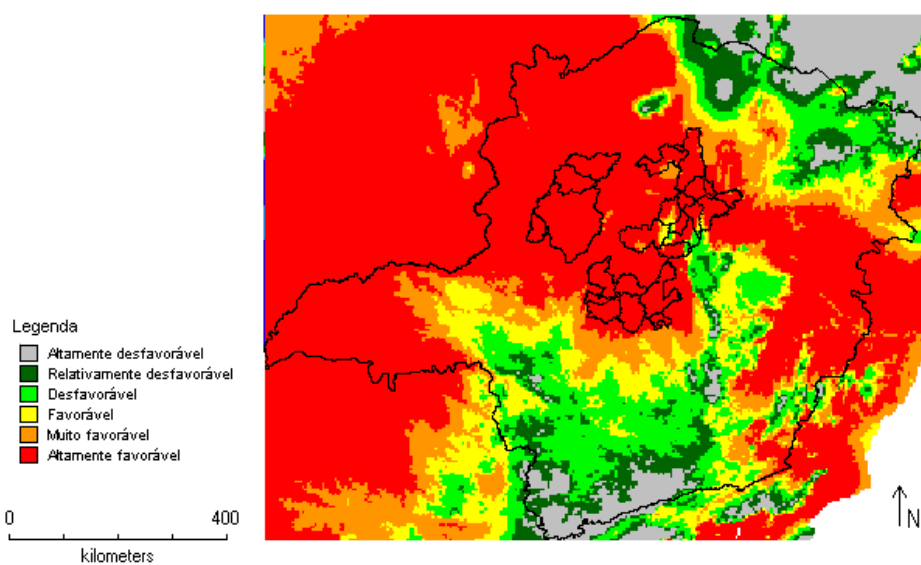 Legenda
Altamente desfavorável
Relativamente desfavorável
Desfavorável
Favorável
Muito favorável
Altamente favorável
0 400
kilometers
N